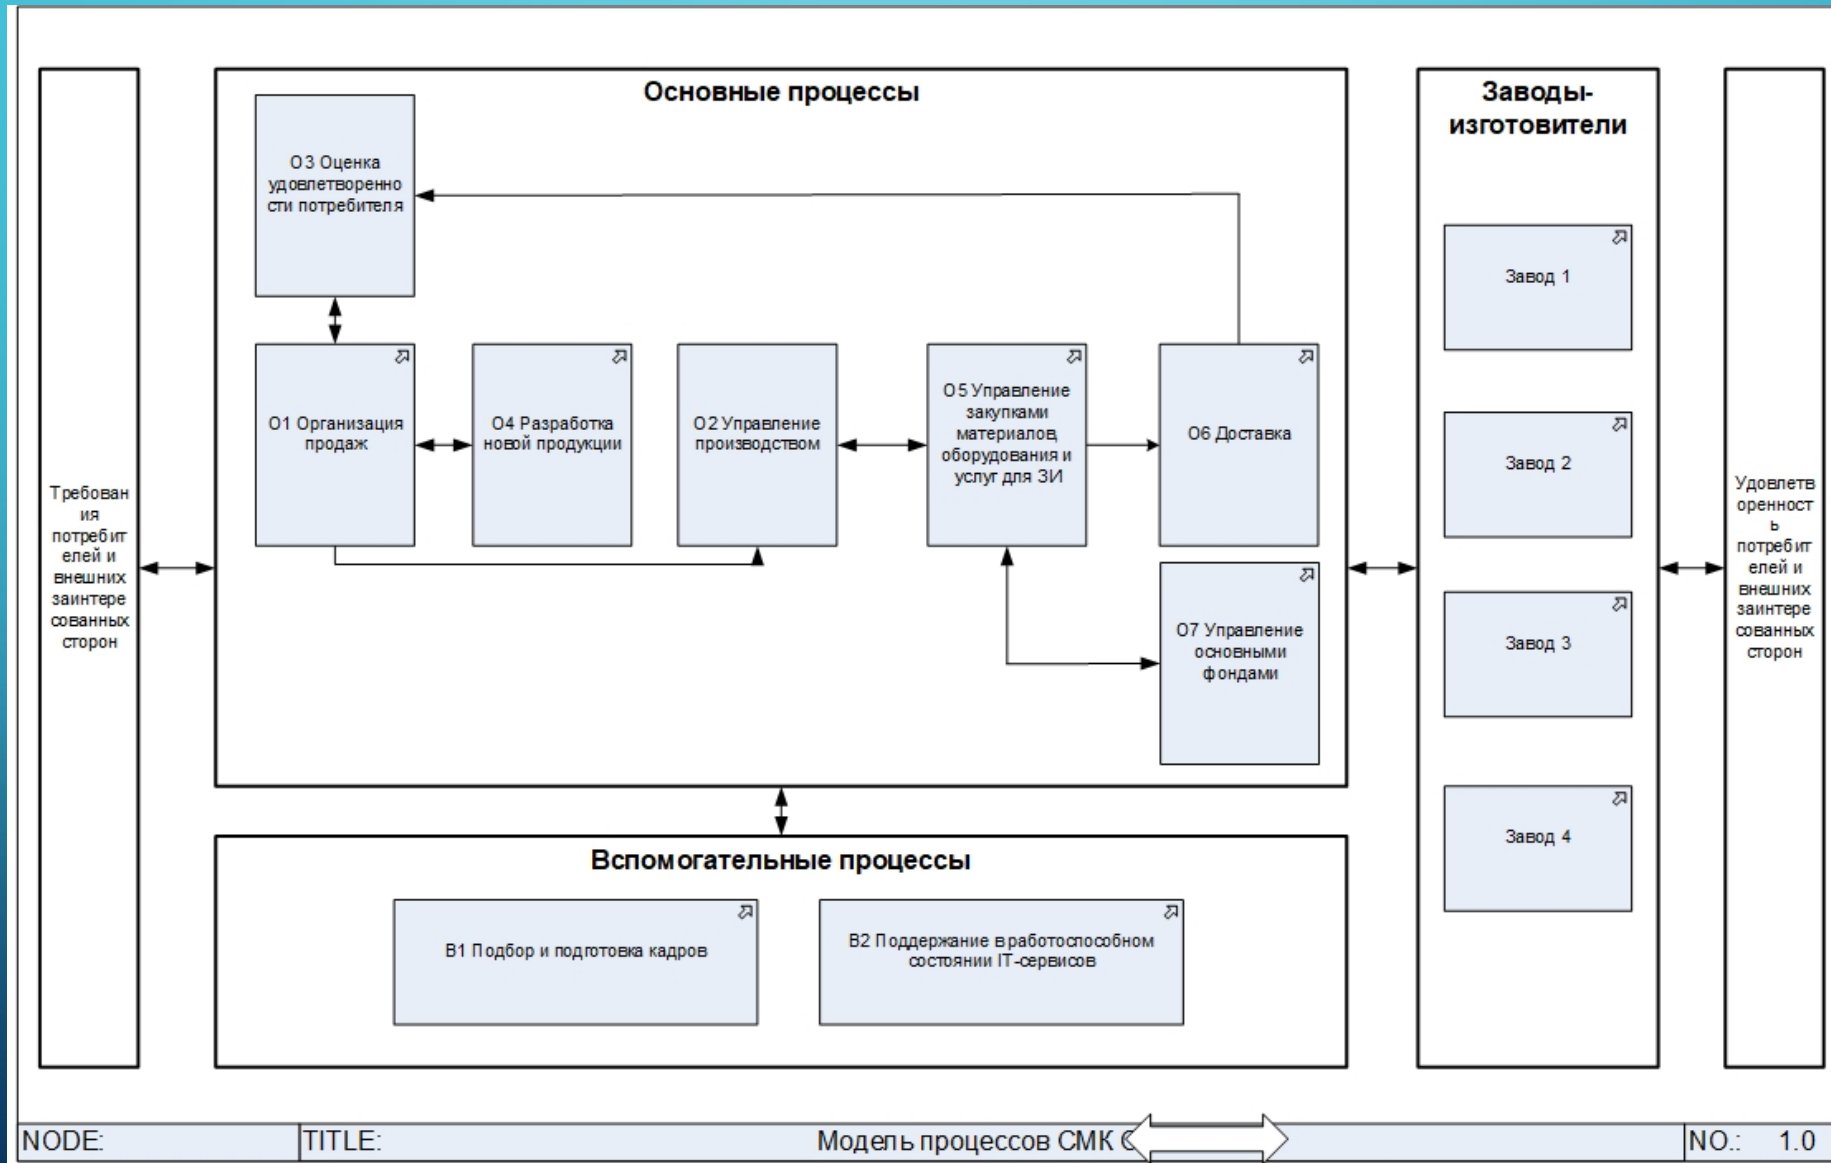 Основные процессы
Заводы-
изготовители
О3 Оценка
удовлетворенно
сти потребителя
О1 Организация
продаж
О4 Разработка
новой продукции
О2 Управление
производством
О5 Управление
закупками
материалов,
оборудования и
услуг для ЗИ
О6 Доставка
О7 Управление
основными
фондами
Требован
ия
потребит
елей и
внешних
заинтере
сованных
сторон
Завод 1
Завод 2
Завод 3
Завод 4
Удовлетв
оренност
ь
потребит
елей и
внешних
заинтере
сованных
сторон
Вспомогательные процессы
В1 Подбор и подготовка кадров
В2 Поддержание в работоспособном
состоянии IT-сервисов
NODE:
TITLE:
Модель процессов СМК
NO.: 1.0